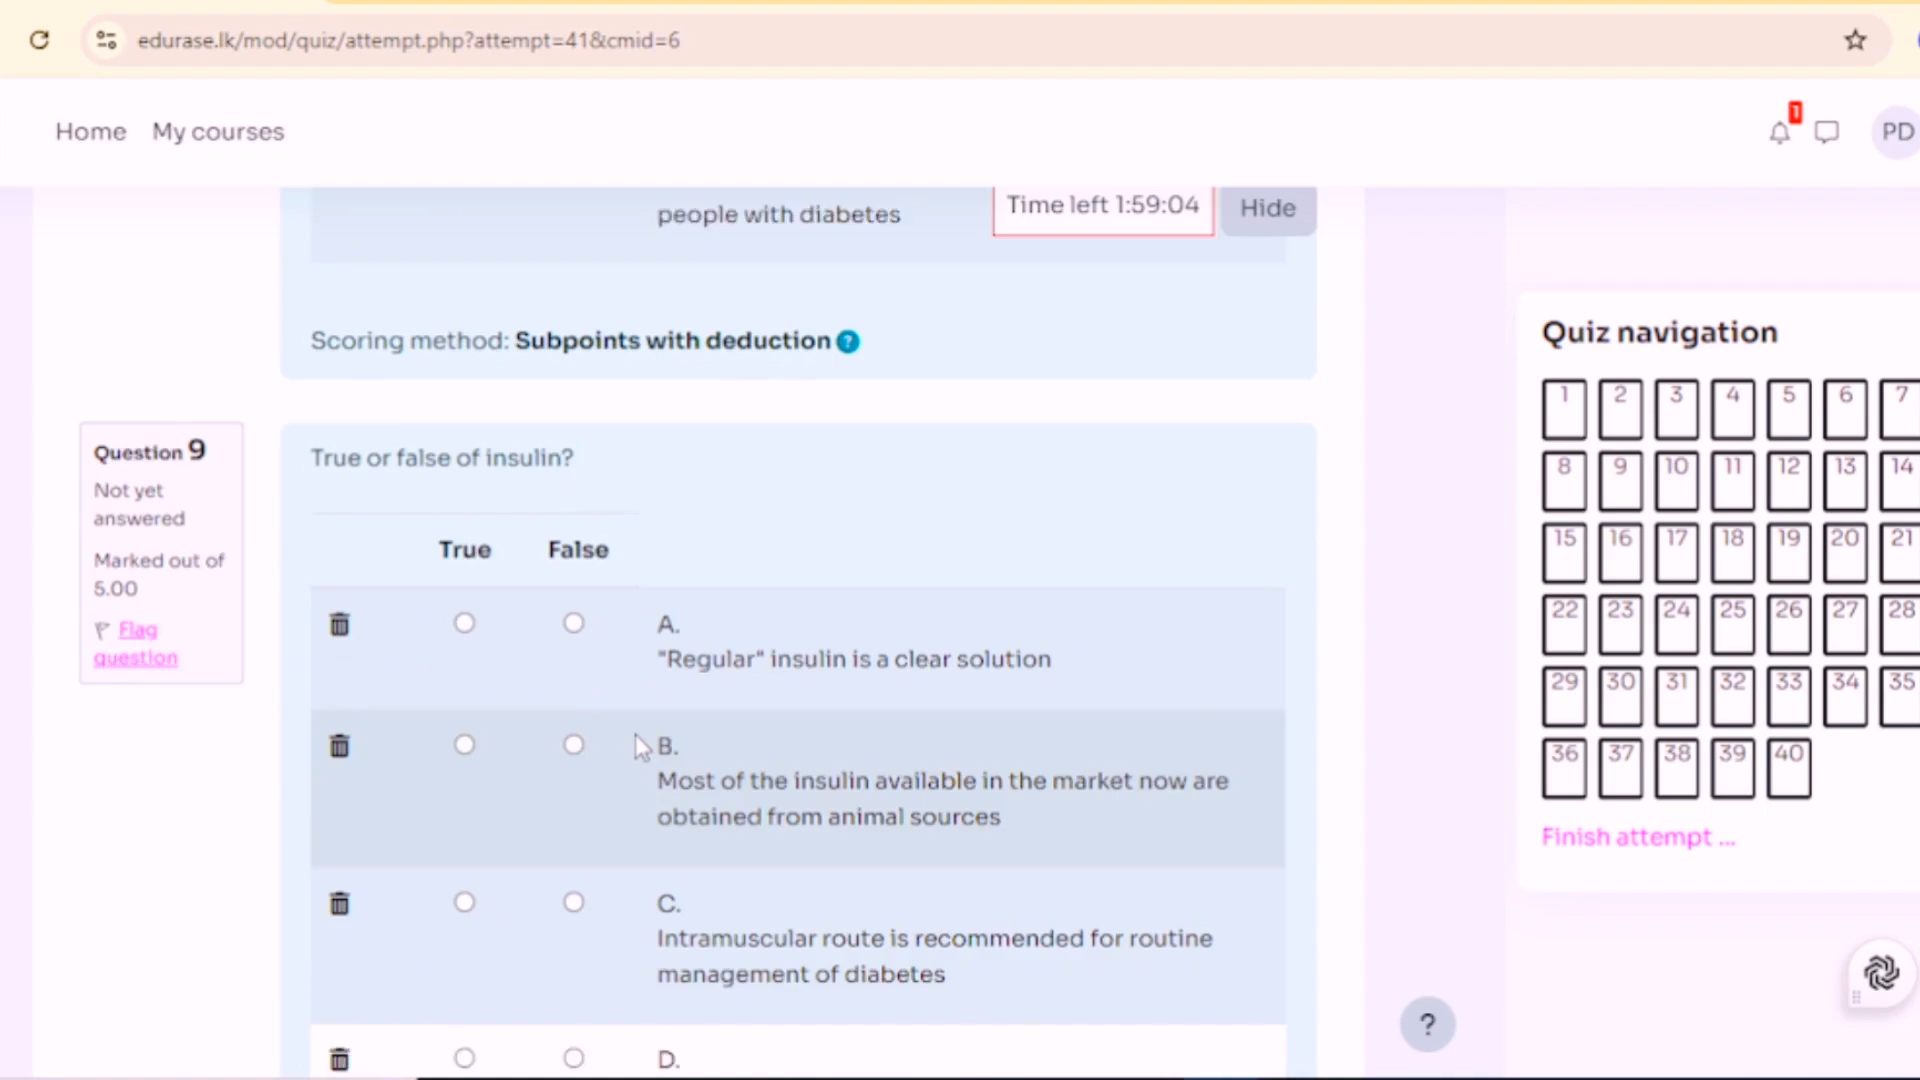 edurase.lk/mod/quiz/attempt.php?attempt=41&cmid=6
Home My courses
1
PD
people with diabetes
Time left 1:59:04
Hide
Scoring method: Subpoints with deduction
?
Question 9
Not yet
answered
Marked out of
5.00
Flag
question
True or false of insulin?
True False
A.
"Regular" insulin is a clear solution
B.
Most of the insulin available in the market now are
obtained from animal sources
C.
Intramuscular route is recommended for routine
management of diabetes
D.
Quiz navigation
1 2 3 4 5 6 7
8 9 10 11 12 13 14
15 16 17 18 19 20 21
22 23 24 25 26 27 28
29 30 31 32 33 34 35
36 37 38 39 40
Finish attempt ...
?